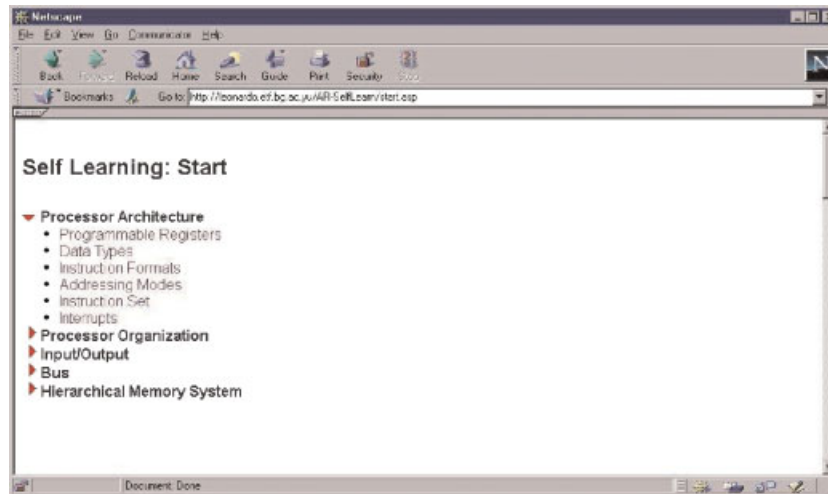 Netscape
File Edit View Go Communicator Help
Back Forward Reload Home Search Guide Print Security Stop
Bookmarks Go to: http://leonardo.etf.bg.ac.yu/AR-SelfLearn/start.asp
N
Self Learning: Start
Processor Architecture
• Programmable Registers
• Data Types
• Instruction Formats
• Addressing Modes
• Instruction Set
• Interrupts
Processor Organization
Input/Output
Bus
Hierarchical Memory System
Document: Done